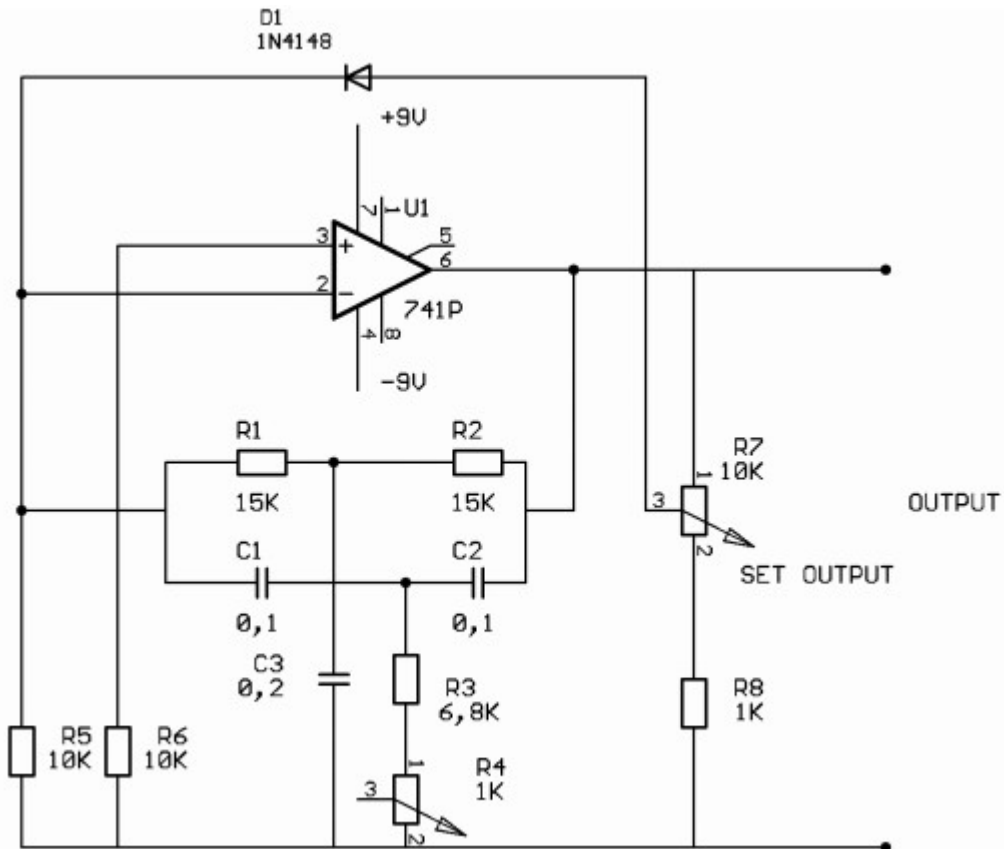 D1
1N4148
+9V
7
1
U1
3
+
5
6
2
-
741P
4
8
-9V
R1
R2
R7
1
10K
15K
15K
3
OUTPUT
2
C1
C2
SET OUTPUT
0,1
0,1
C3
0,2
R3
6,8K
R8
1K
R5
10K
R6
10K
1
R4
1K
3
2